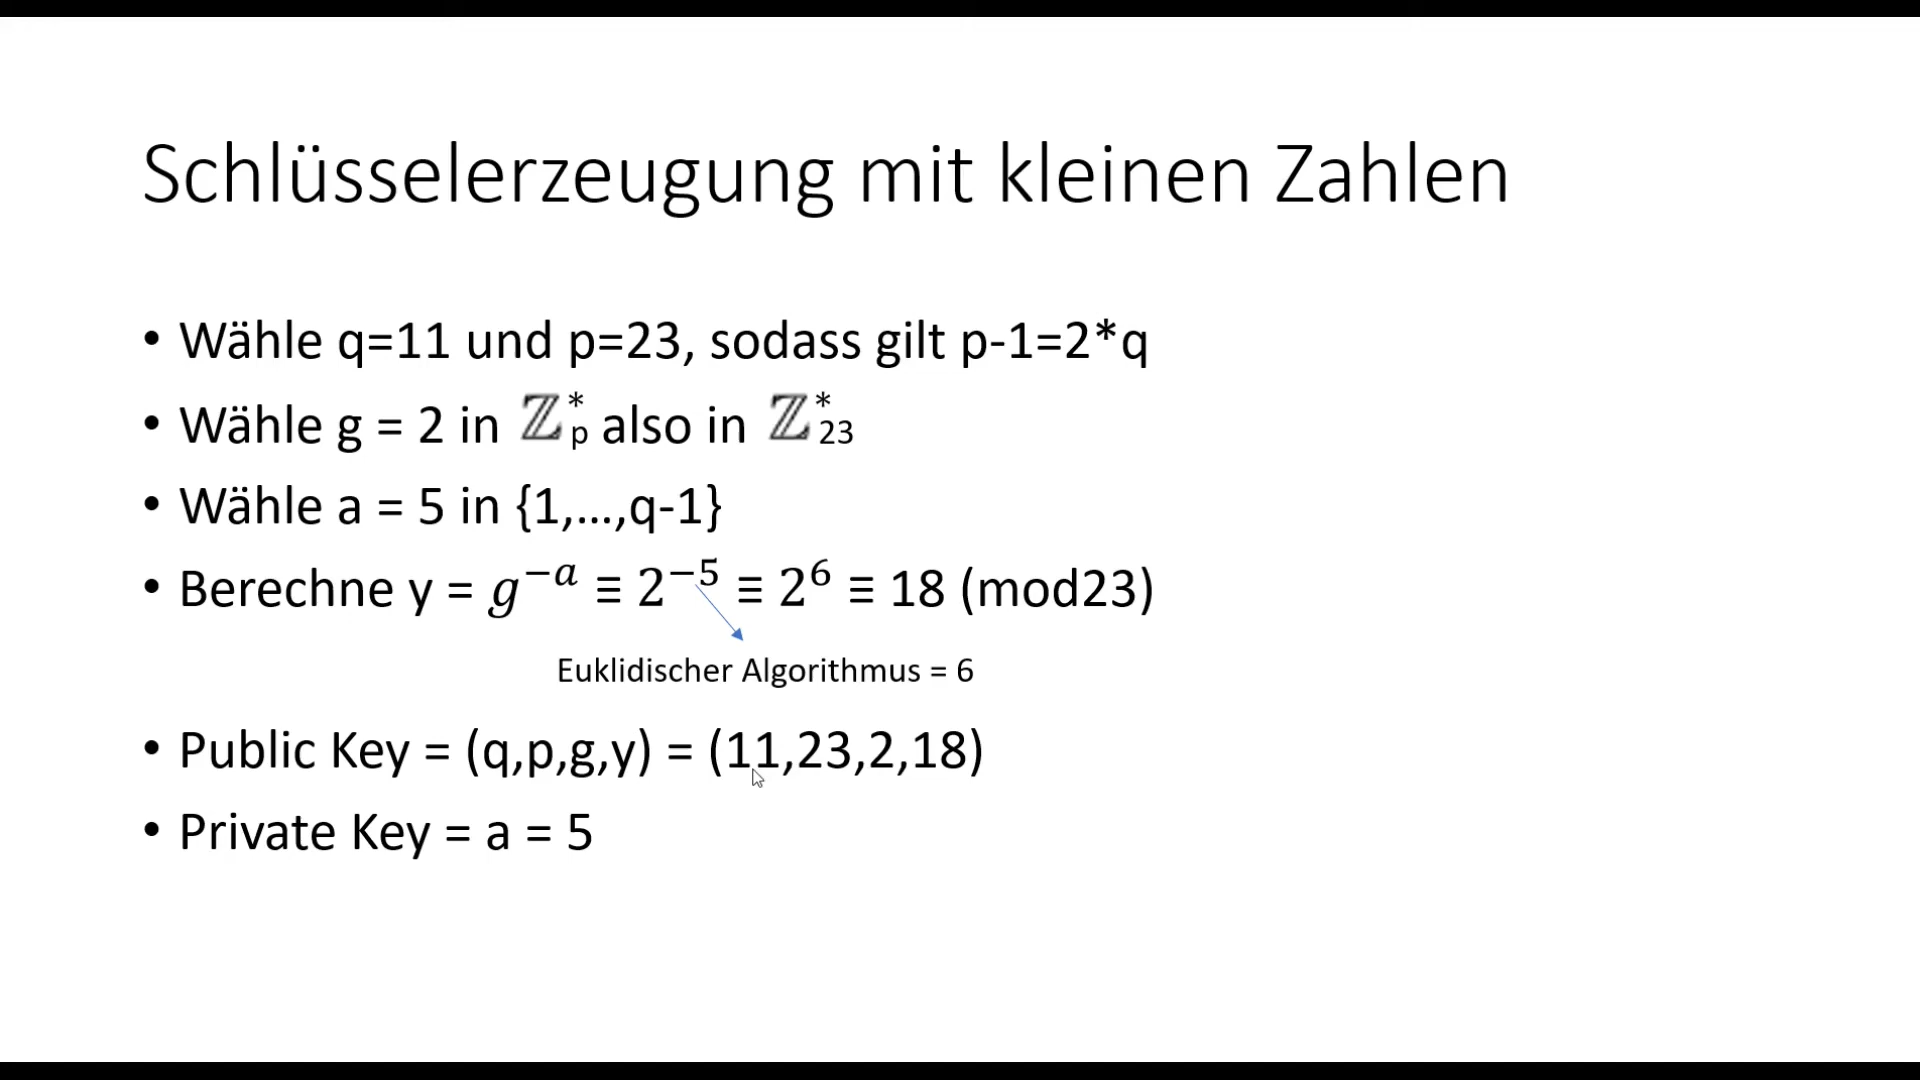 Schlüsselerzeugung mit kleinen Zahlen
• Wähle q=11 und p=23, sodass gilt p-1=2*q
• Wähle g = 2 in ℤ*p also in ℤ*23
• Wähle a = 5 in {1,...,q-1}
• Berechne y = g^−a ≡ 2^−5 ≡ 2^6 ≡ 18 (mod23)
Euklidischer Algorithmus = 6
• Public Key = (q,p,g,y) = (11,23,2,18)
• Private Key = a = 5